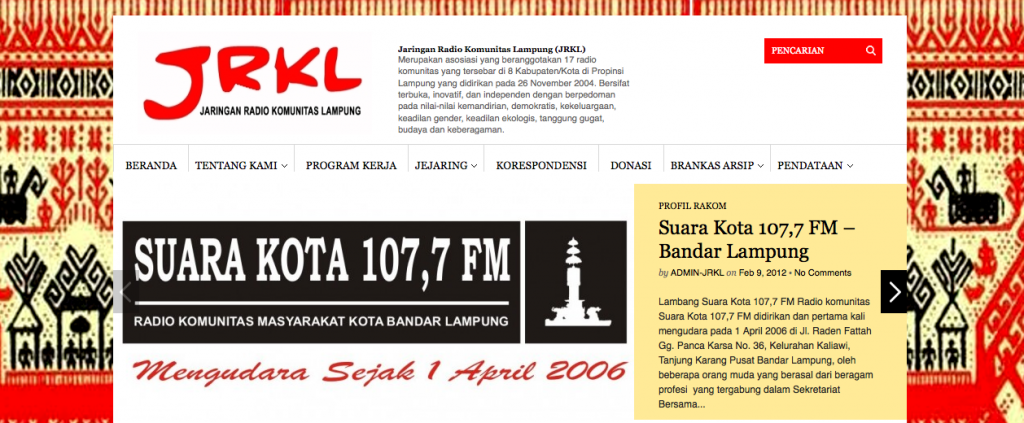 JRKL
JARINGAN RADIO KOMUNITAS LAMPUNG
Jaringan Radio Komunitas Lampung (JRKL)
Merupakan asosiasi yang beranggotakan 17 radio
komunitas yang tersebar di 8 Kabupaten/Kota di Propinsi
Lampung yang didirikan pada 26 November 2004. Bersifat
terbuka, inovatif, dan independen dengan berpedoman
pada nilai-nilai kemandirian, demokratis, kekeluargaan,
keadilan gender, keadilan ekologis, tanggung gugat,
budaya dan keberagaman.
PENCARIAN
BERANDA TENTANG KAMI PROGRAM KERJA JEJARING KORESPONDENSI DONASI BRANKAS ARSIP PENDATAAN
SUARA KOTA 107,7 FM
RADIO KOMUNITAS MASYARAKAT KOTA BANDAR LAMPUNG
Mengudara Sejak 1 April 2006
PROFIL RAKOM
Suara Kota 107,7 FM –
Bandar Lampung
by ADMIN-JRKL on Feb 9, 2012 • No Comments
Lambang Suara Kota 107,7 FM Radio komunitas
Suara Kota 107,7 FM didirikan dan pertama kali
mengudara pada 1 April 2006 di Jl. Raden Fattah
Gg. Panca Karsa No. 36, Kelurahan Kaliawi,
Tanjung Karang Pusat Bandar Lampung, oleh
beberapa orang muda yang berasal dari beragam
profesi yang tergabung dalam Sekretariat
Bersama...